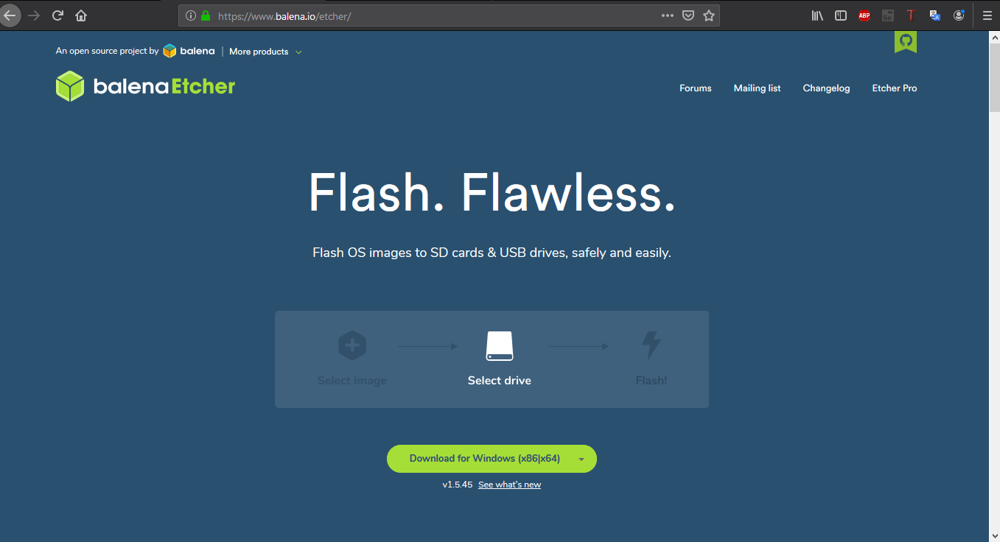 https://www.balena.io/etcher/
ABP
Se
T
An open source project by balena | More products
balenaEtcher
Forums Mailing list Changelog Etcher Pro
Flash. Flawless.
Flash OS images to SD cards & USB drives, safely and easily.
Select image Select drive Flash!
Download for Windows (x86|x64)
v1.5.45 See what's new